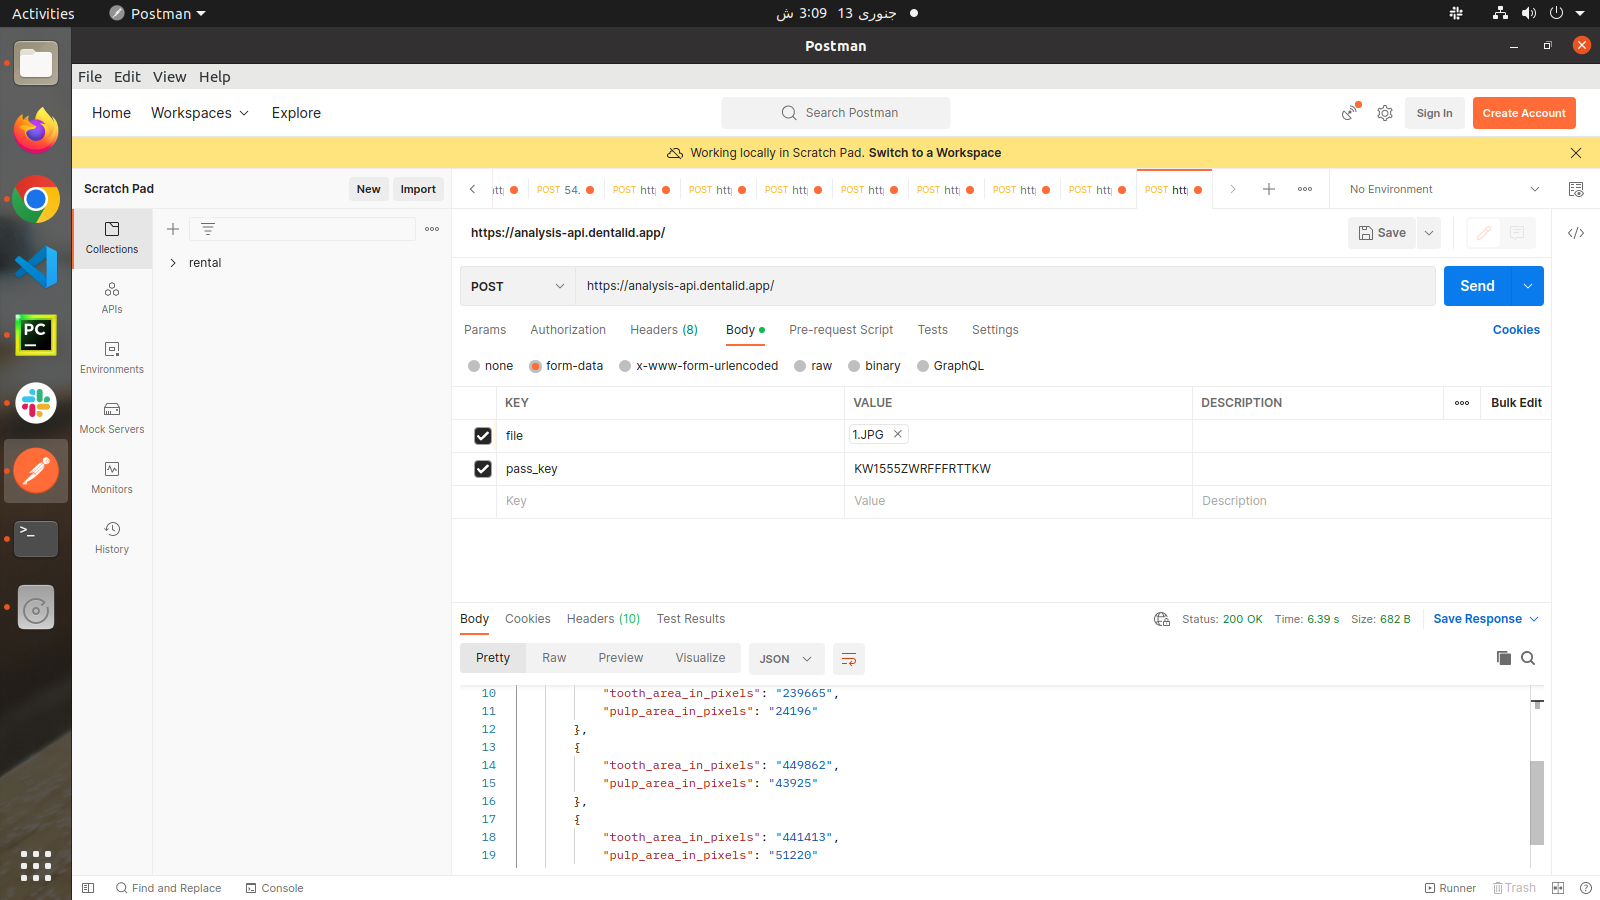 Activities
Postman
جنوری 13 3:09 ش
Postman
File Edit View Help
Home Workspaces Explore
Search Postman
Sign In
Create Account
Working locally in Scratch Pad. Switch to a Workspace
Scratch Pad
New
Import
POST 54.
POST htt
POST htt
POST htt
POST htt
POST htt
POST htt
POST htt
POST htt
No Environment
Collections
rental
APIs
Environments
Mock Servers
Monitors
History
https://analysis-api.dentalid.app/
Save
POST
https://analysis-api.dentalid.app/
Send
Params Authorization Headers (8) Body Pre-request Script Tests Settings
Cookies
none form-data x-www-form-urlencoded raw binary GraphQL
KEY VALUE DESCRIPTION
Bulk Edit
file 1.JPG
pass_key KW1555ZWRFFFRTTKW
Key Value Description
Body Cookies Headers (10) Test Results
Status: 200 OK Time: 6.39 s Size: 682 B
Save Response
Pretty Raw Preview Visualize JSON
10 "tooth_area_in_pixels": "239665",
11 "pulp_area_in_pixels": "24196"
12 },
13 {
14 "tooth_area_in_pixels": "449862",
15 "pulp_area_in_pixels": "43925"
16 },
17 {
18 "tooth_area_in_pixels": "441413",
19 "pulp_area_in_pixels": "51220"
Find and Replace
Console
Runner
Trash
PC